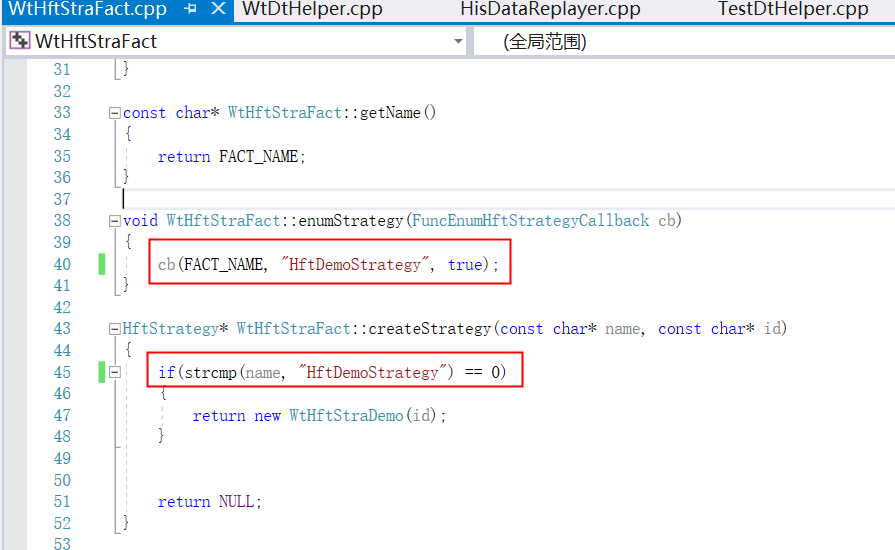 WtHftStraFact.cpp WtDtHelper.cpp HisDataReplayer.cpp TestDtHelper.cpp
WtHftStraFact (全局范围)
31 }
32
33 const char* WtHftStraFact::getName()
34 {
35 return FACT_NAME;
36 }
37
38 void WtHftStraFact::enumStrategy(FuncEnumHftStrategyCallback cb)
39 {
40 cb(FACT_NAME, "HftDemoStrategy", true);
41 }
42
43 HftStrategy* WtHftStraFact::createStrategy(const char* name, const char* id)
44 {
45 if(strcmp(name, "HftDemoStrategy") == 0)
46 {
47 return new WtHftStraDemo(id);
48 }
49
50
51 return NULL;
52 }
53